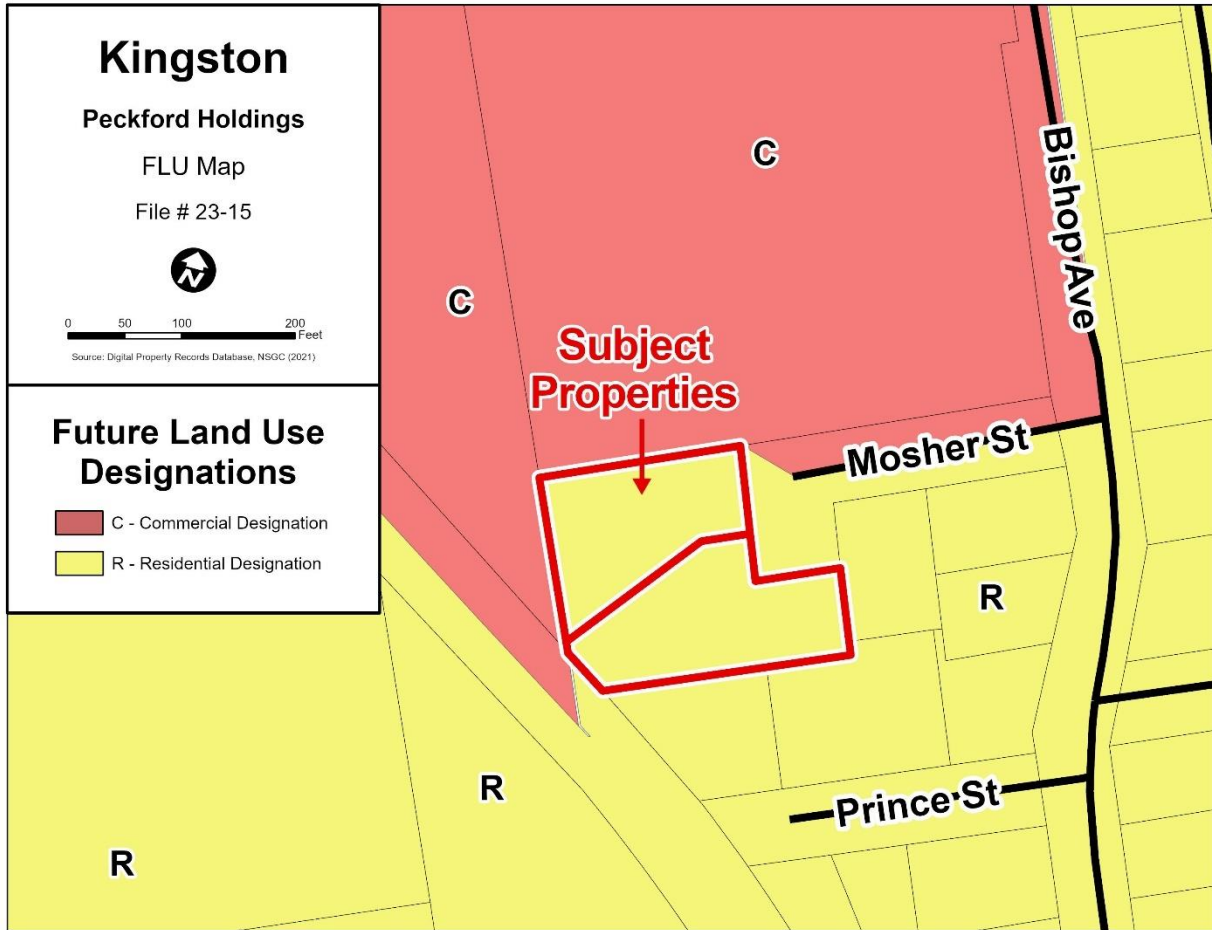 Kingston
Peckford Holdings
FLU Map
File # 23-15
N
0 50 100 200
Feet
Source: Digital Property Records Database, NSGC (2021)
Future Land Use
Designations
C - Commercial Designation
R - Residential Designation
C
C
Bishop Ave
Subject
Properties
Mosher St
R
R
Prince St
R